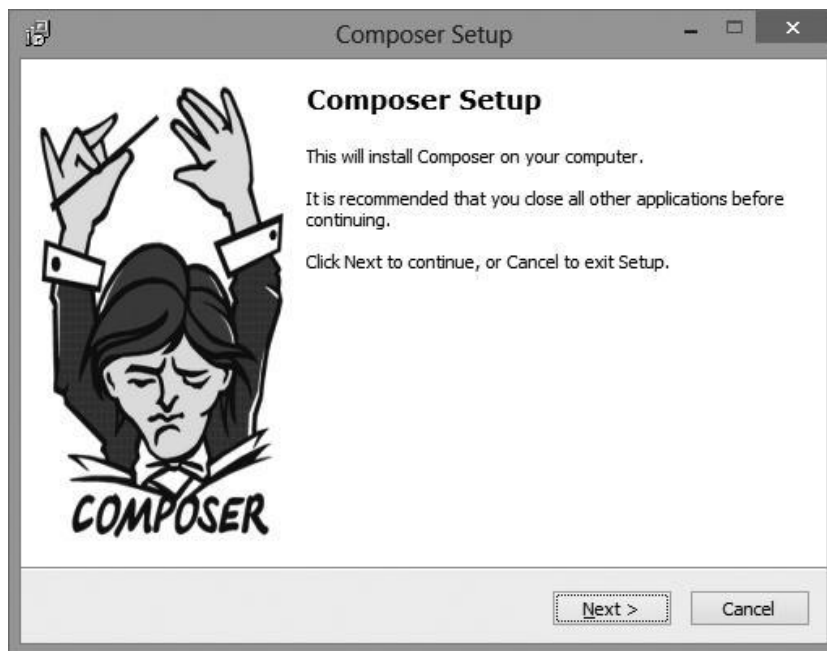 Composer Setup
Composer Setup
This will install Composer on your computer.
It is recommended that you close all other applications before
continuing.
Click Next to continue, or Cancel to exit Setup.
COMPOSER
Next >
Cancel